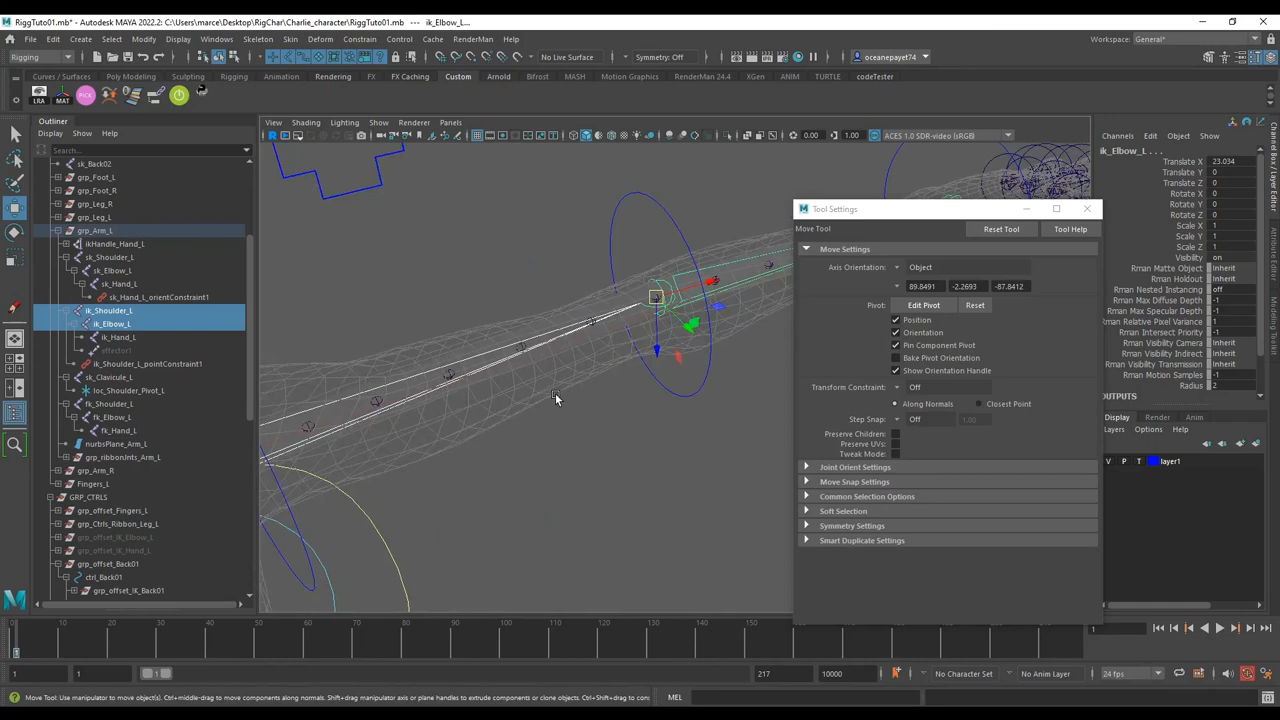 Autodesk MAYA 2022.2: C:\Users\marce\Desktop\RigChar\Charlie_character\RiggTuto01.mb* --- ik_Elbow_L...
File Edit Create Select Modify Display Windows Skeleton Skin Deform Constrain Control Cache RenderMan Help
Workspace: General*
Rigging
No Live Surface
Symmetry: Off
oceanepayet74
Curves / Surfaces Poly Modeling Sculpting Rigging Animation Rendering FX FX Caching Custom Arnold Bifrost MASH Motion Graphics RenderMan 24.4 XGen ANIM TURTLE codeTester
LRA MAT PICK
Outliner
Display Show Help
Search...
sk_Back02
grp_Foot_L
grp_Foot_R
grp_Leg_R
grp_Leg_L
grp_Arm_L
ikHandle_Hand_L
sk_Shoulder_L
sk_Elbow_L
sk_Hand_L
sk_Hand_L_orientConstraint1
ik_Shoulder_L
ik_Elbow_L
ik_Hand_L
effector1
ik_Shoulder_L_pointConstraint1
sk_Clavicule_L
loc_Shoulder_Pivot_L
fk_Shoulder_L
fk_Elbow_L
fk_Hand_L
nurbsPlane_Arm_L
grp_ribbonJnts_Arm_L
grp_Arm_R
Fingers_L
GRP_CTRLS
grp_offset_Fingers_L
grp_Ctrls_Ribbon_Leg_L
grp_offset_IK_Elbow_L
grp_offset_IK_Hand_L
grp_offset_Back01
ctrl_Back01
grp_offset_IK_Back01
View Shading Lighting Show Renderer Panels
0.00 1.00 ACES 1.0 SDR-video (sRGB)
Tool Settings
Move Tool
Reset Tool
Tool Help
Move Settings
Axis Orientation: Object
89.8491 -2.2693 -87.8412
Pivot: Edit Pivot Reset
Position
Orientation
Pin Component Pivot
Bake Pivot Orientation
Show Orientation Handle
Transform Constraint: Off
Along Normals Closest Point
Step Snap: Off 1.00
Preserve Children:
Preserve UVs:
Tweak Mode:
Joint Orient Settings
Move Snap Settings
Common Selection Options
Soft Selection
Symmetry Settings
Smart Duplicate Settings
Channels Edit Object Show
ik_Elbow_L . . .
Translate X 23.034
Translate Y 0
Translate Z 0
Rotate X 0
Rotate Y 0
Rotate Z 0
Scale X 1
Scale Y 1
Scale Z 1
Visibility on
Rman Matte Object Inherit
Rman Holdout Inherit
Rman Nested Instancing off
Rman Max Diffuse Depth -1
Rman Max Specular Depth -1
Rman Relative Pixel Variance 1
Rman Intersect Priority -1
Rman Visibility Camera Inherit
Rman Visibility Indirect Inherit
Rman Visibility Transmission Inherit
Rman Motion Samples -1
Radius 2
OUTPUTS
Display Render Anim
Layers Options Help
V P T layer1
Channel Box / Layer Editor
0 10 20 30 40 50 60 70 80 90 100 110 120 130 140 150
1
1 1 1 217 10000
No Character Set
No Anim Layer
24 fps
Move Tool: Use manipulator to move object(s). Ctrl+middle-drag to move components along normals. Shift+drag manipulator axis or plane handles to extrude components or clone objects. Ctrl+Shift+drag to con
MEL